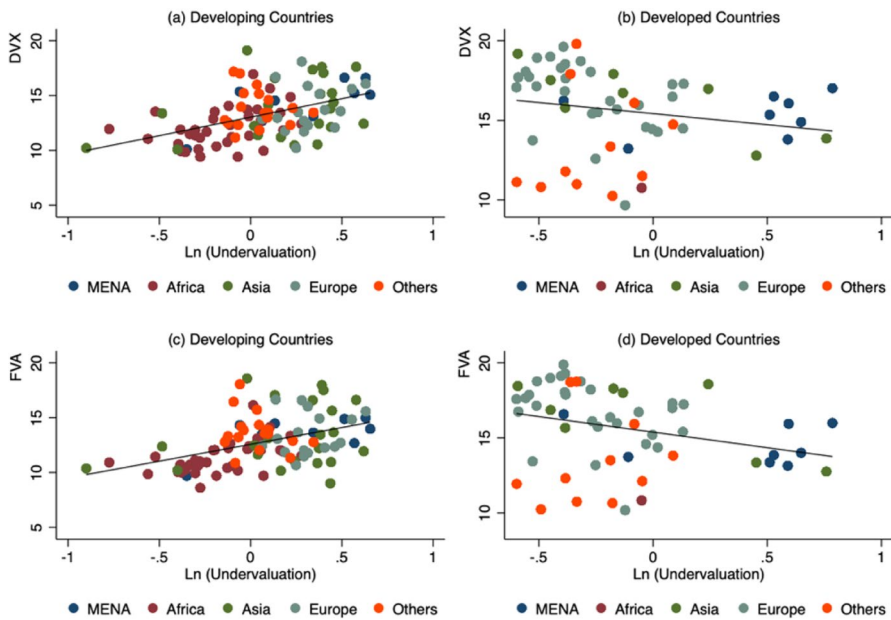 (a) Developing Countries
DVX
20
15
10
5
-1 -.5 0 .5 1
Ln (Undervaluation)
MENA Africa Asia Europe Others
(b) Developed Countries
DVX
20
15
10
-.5 0 .5 1
Ln (Undervaluation)
MENA Africa Asia Europe Others
(c) Developing Countries
FVA
20
15
10
5
-1 -.5 0 .5 1
Ln (Undervaluation)
MENA Africa Asia Europe Others
(d) Developed Countries
FVA
20
15
10
-.5 0 .5 1
Ln (Undervaluation)
MENA Africa Asia Europe Others